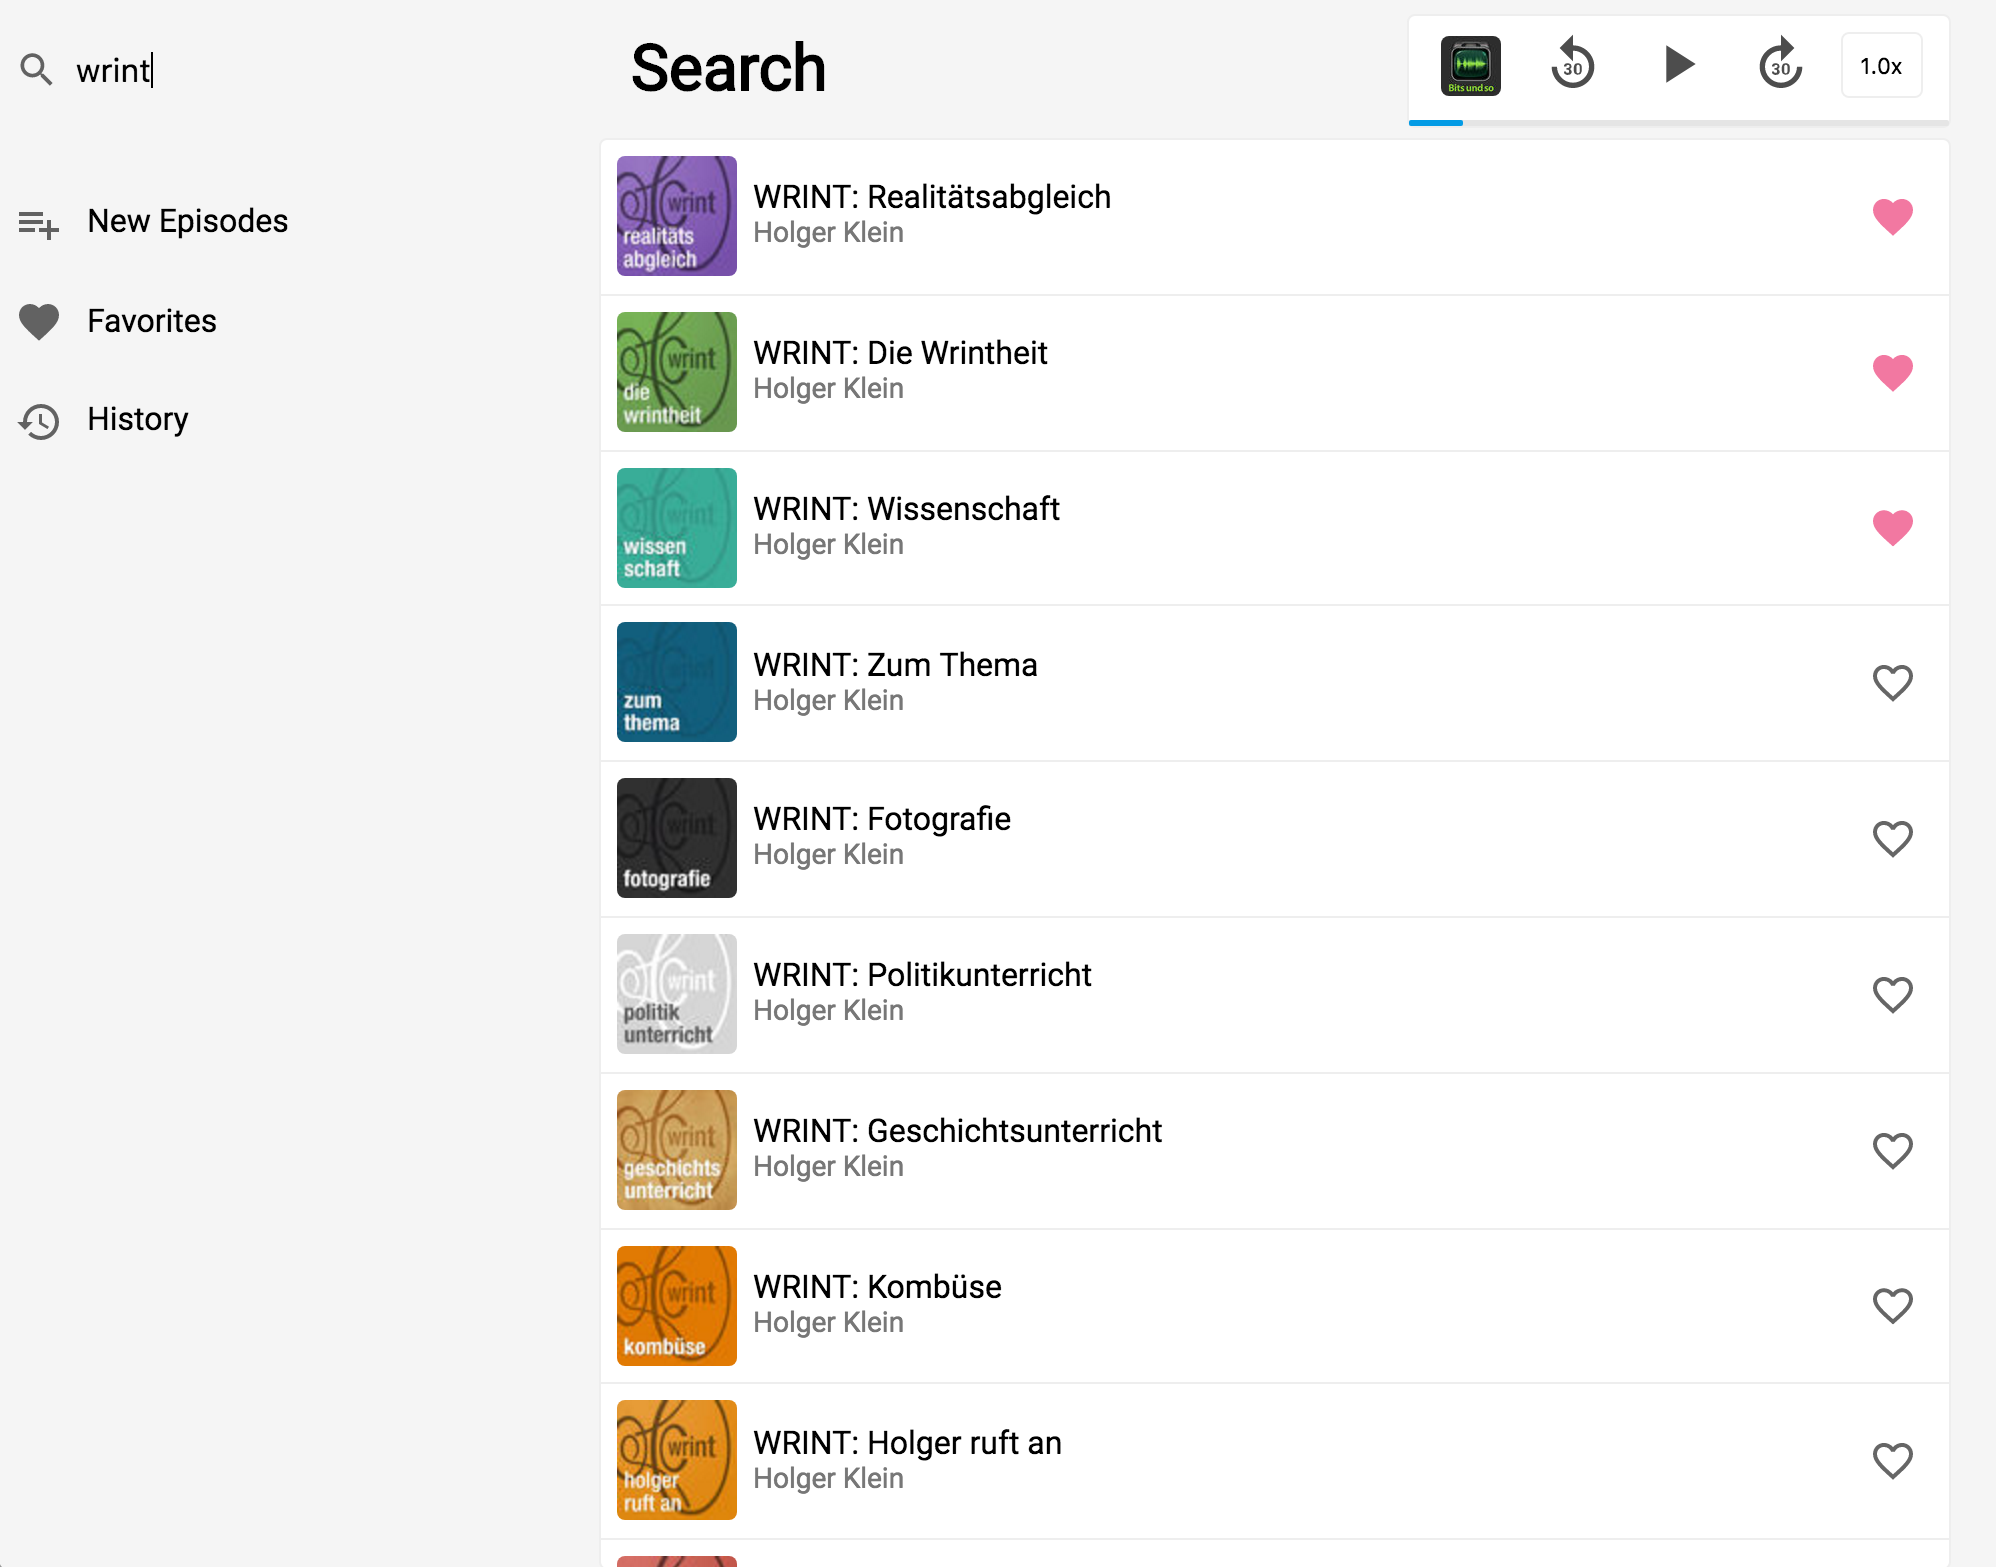 wrint
Search
Bits und so
30
30
1.0x
New Episodes
Favorites
History
wrint
realitäts
abgleich
WRINT: Realitätsabgleich
Holger Klein
wrint
die
wrintheit
WRINT: Die Wrintheit
Holger Klein
wrint
wissen
schaft
WRINT: Wissenschaft
Holger Klein
wrint
zum
thema
WRINT: Zum Thema
Holger Klein
wrint
fotografie
WRINT: Fotografie
Holger Klein
wrint
politik
unterricht
WRINT: Politikunterricht
Holger Klein
wrint
geschichts
unterricht
WRINT: Geschichtsunterricht
Holger Klein
wrint
kombüse
WRINT: Kombüse
Holger Klein
wrint
holger
ruft an
WRINT: Holger ruft an
Holger Klein